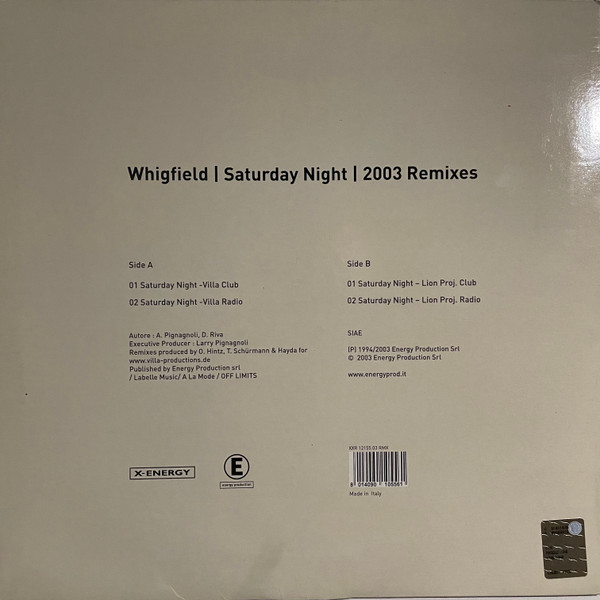 Whigfield | Saturday Night | 2003 Remixes
Side A
01 Saturday Night -Villa Club
02 Saturday Night -Villa Radio
Side B
01 Saturday Night – Lion Proj. Club
02 Saturday Night – Lion Proj. Radio
Autore : A. Pignagnoli, D. Riva
Executive Producer : Larry Pignagnoli
Remixes produced by O. Hintz, T. Schürmann & Hayda for
www.villa-productions.de
Published by Energy Production srl
/ Labelle Music/ A La Mode / OFF LIMITS
SIAE
(P) 1994/2003 Energy Production Srl
© 2003 Energy Production Srl
www.energyprod.it
X-ENERGY
E
energy production
8 014090 105561
Made in Italy